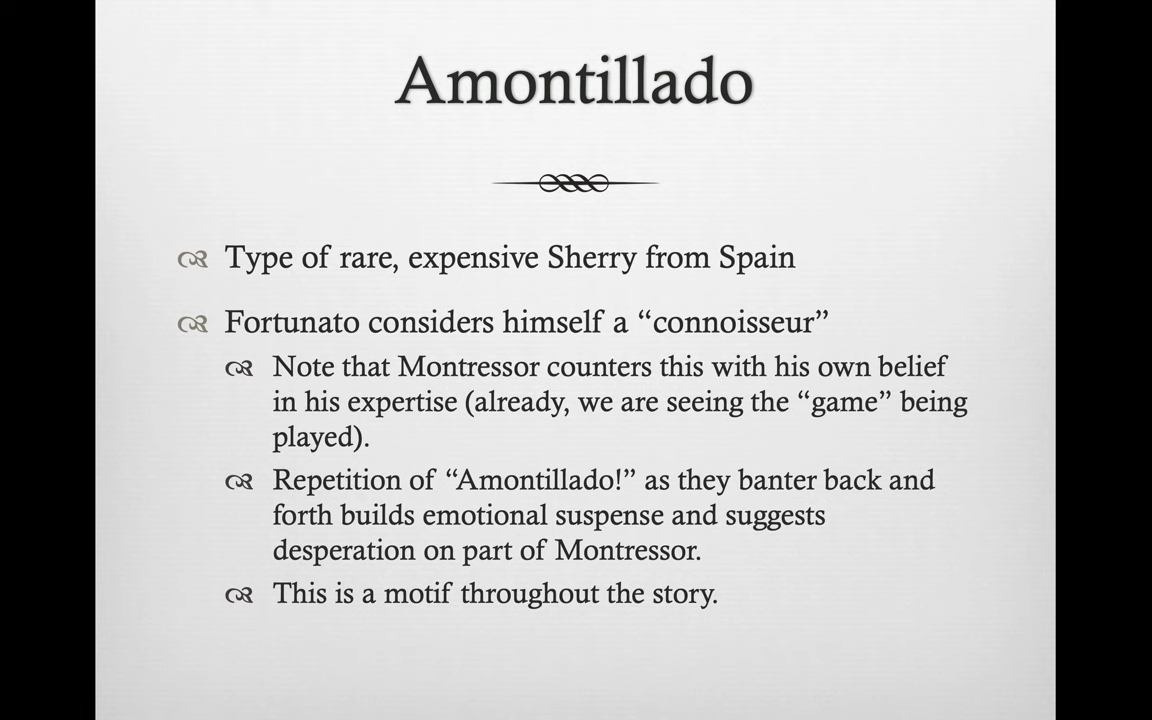 Amontillado
Type of rare, expensive Sherry from Spain
Fortunato considers himself a “connoisseur”
Note that Montressor counters this with his own belief
in his expertise (already, we are seeing the “game” being
played).
Repetition of “Amontillado!” as they banter back and
forth builds emotional suspense and suggests
desperation on part of Montressor.
This is a motif throughout the story.